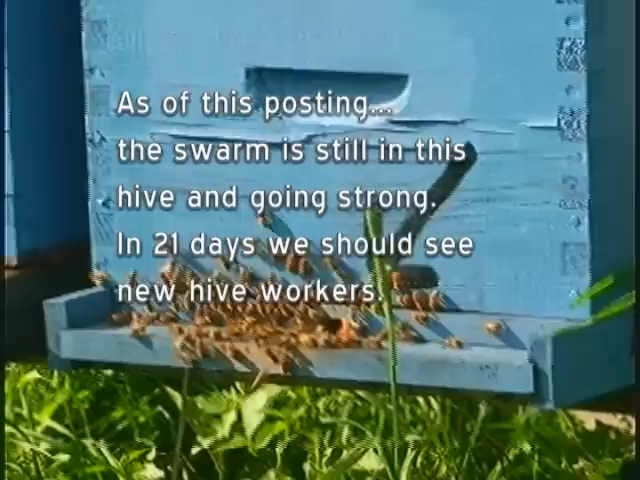 As of this posting...
the swarm is still in this
hive and going strong.
In 21 days we should see
new hive workers.